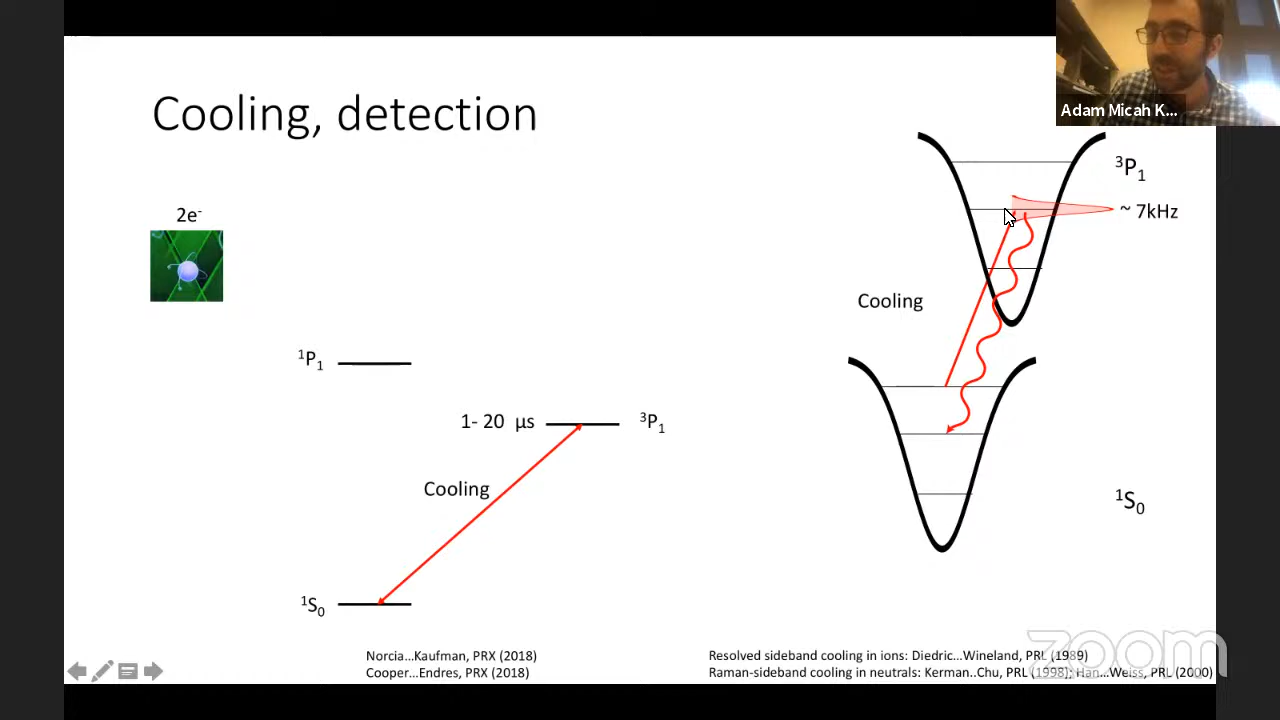 Adam Micah K...
Cooling, detection
2e⁻
³P₁
~ 7kHz
Cooling
¹P₁
1- 20 µs
³P₁
Cooling
¹S₀
¹S₀
Norcia…Kaufman, PRX (2018)
Cooper…Endres, PRX (2018)
Resolved sideband cooling in ions: Diedric…Wineland, PRL (1989)
Raman-sideband cooling in neutrals: Kerman..Chu, PRL (1998); Han…Weiss, PRL (2000)
zoom